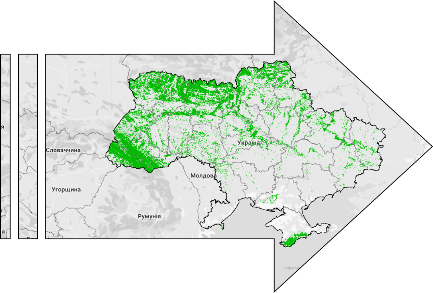 Словаччина
Україна
Угорщина
Молдова
Румунія